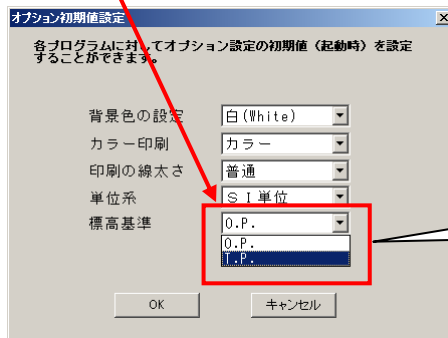 オプション初期値設定
各プログラムに対してオプション設定の初期値（起動時）を設定
することができます。
背景色の設定 白(White)
カラー印刷 カラー
印刷の線太さ 普通
単位系 ＳＩ単位
標高基準 O.P.
O.P.
T.P.
OK キャンセル